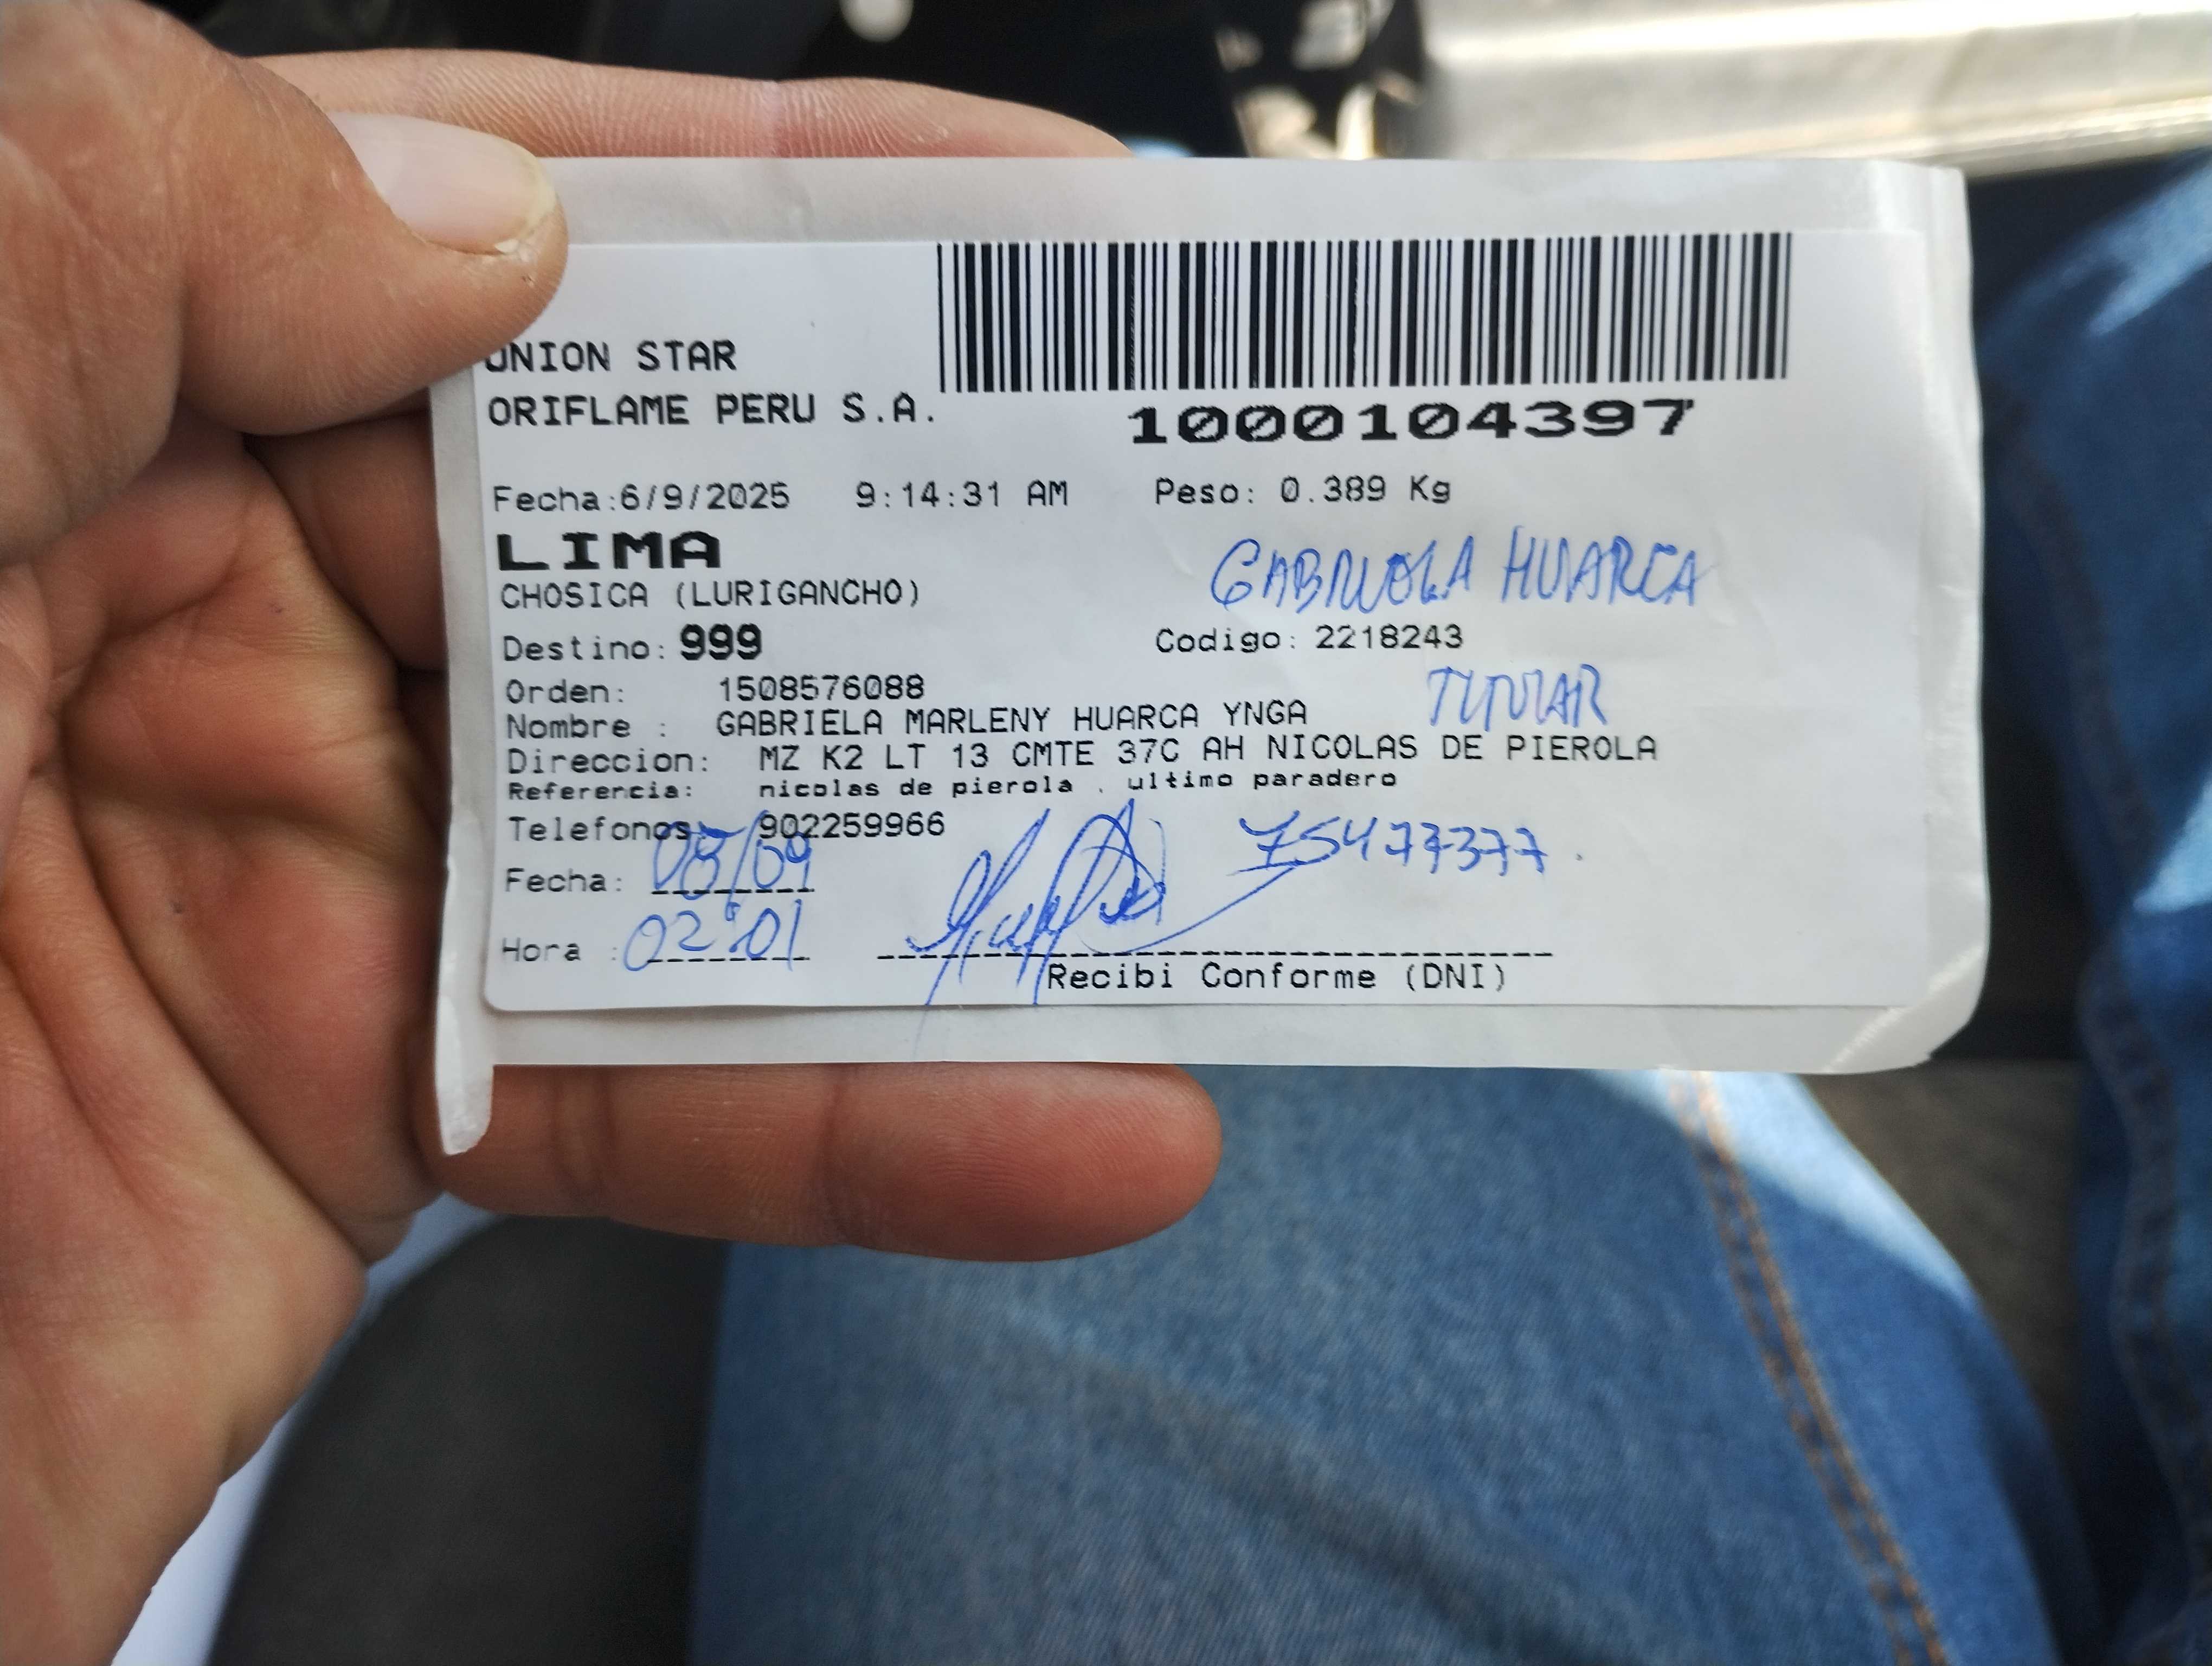 UNION STAR
ORIFLAME PERU S.A.
1000104397
Fecha:6/9/2025 9:14:31 AM Peso: 0.389 Kg
LIMA
GABRIELA HUARCA
CHOSICA (LURIGANCHO)
Destino: 999 Codigo: 2218243
Orden: 1508576088
TITULAR
Nombre : GABRIELA MARLENY HUARCA YNGA
Direccion: MZ K2 LT 13 CMTE 37C AH NICOLAS DE PIEROLA
Referencia: nicolas de pierola . ultimo paradero
Telefonos: 902259966
75477377.
Fecha: 08/09
Hora : 02:01
Recibi Conforme (DNI)